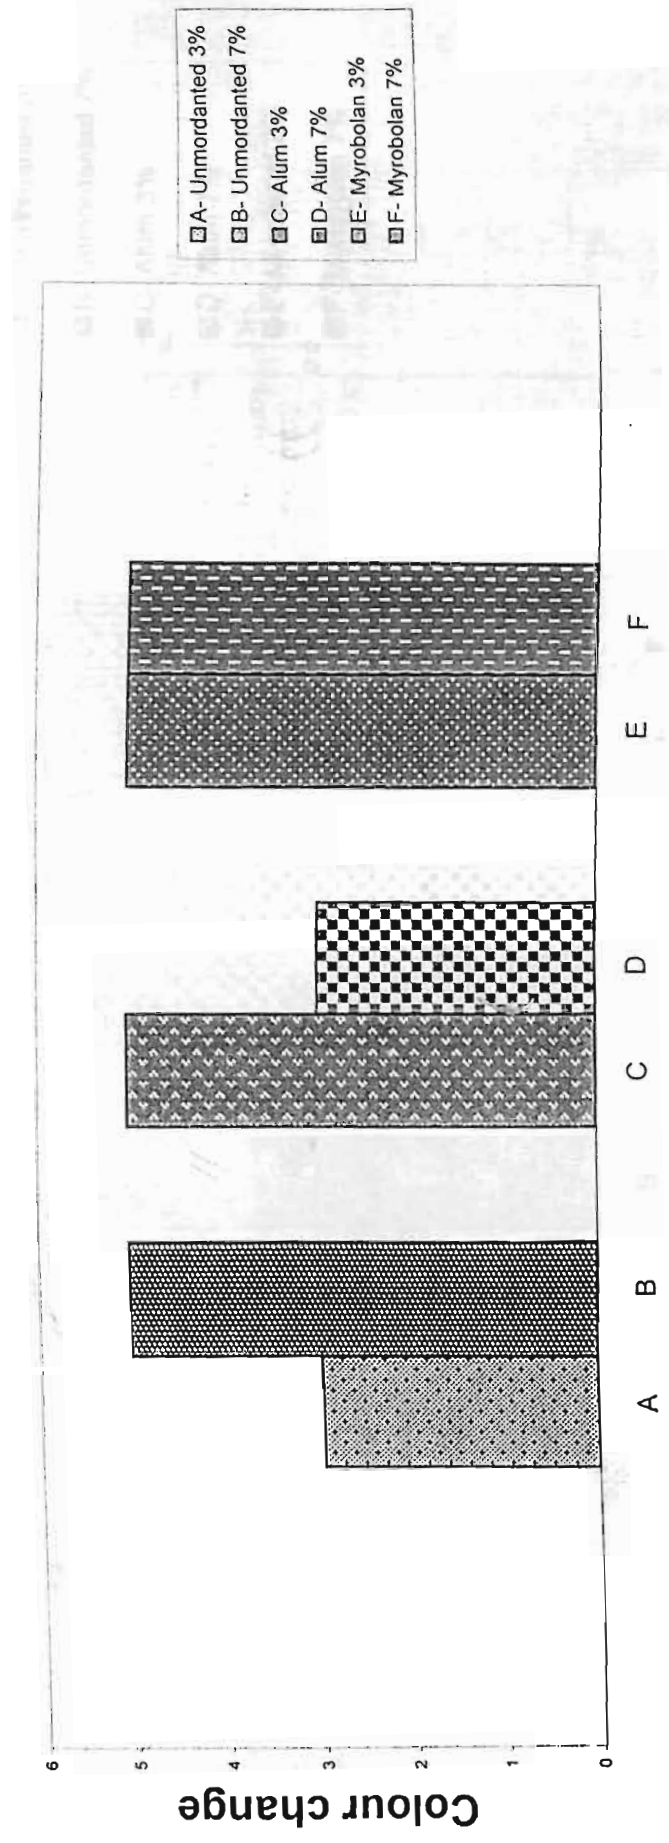 Colour change
6
5
4
3
2
1
0
A
B
C
D
E
F
A- Unmordanted 3%
B- Unmordanted 7%
C- Alum 3%
D- Alum 7%
E- Myrobolan 3%
F- Myrobolan 7%